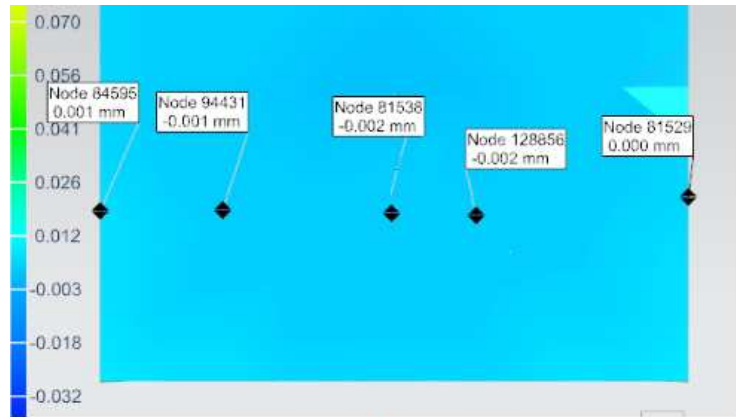 0.070
0.056
Node 84595
0.001 mm
Node 94431
-0.001 mm
Node 81538
-0.002 mm
Node 128856
-0.002 mm
Node 81529
0.000 mm
0.041
0.026
0.012
-0.003
-0.018
-0.032